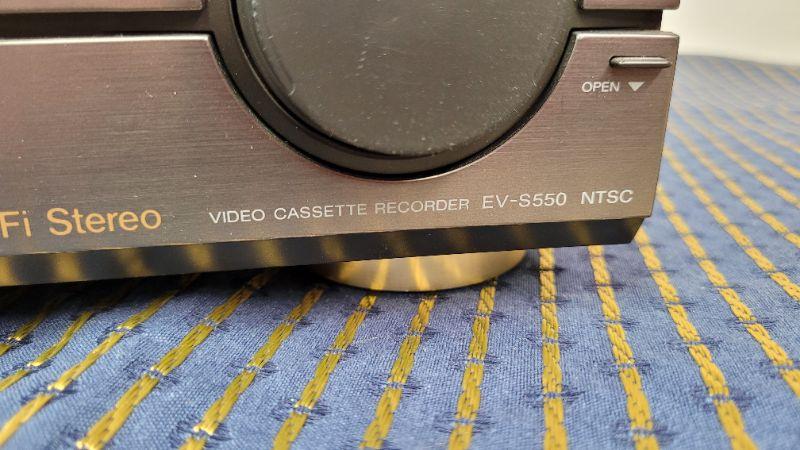 OPEN ▼
Fi Stereo
VIDEO CASSETTE RECORDER EV-S550 NTSC